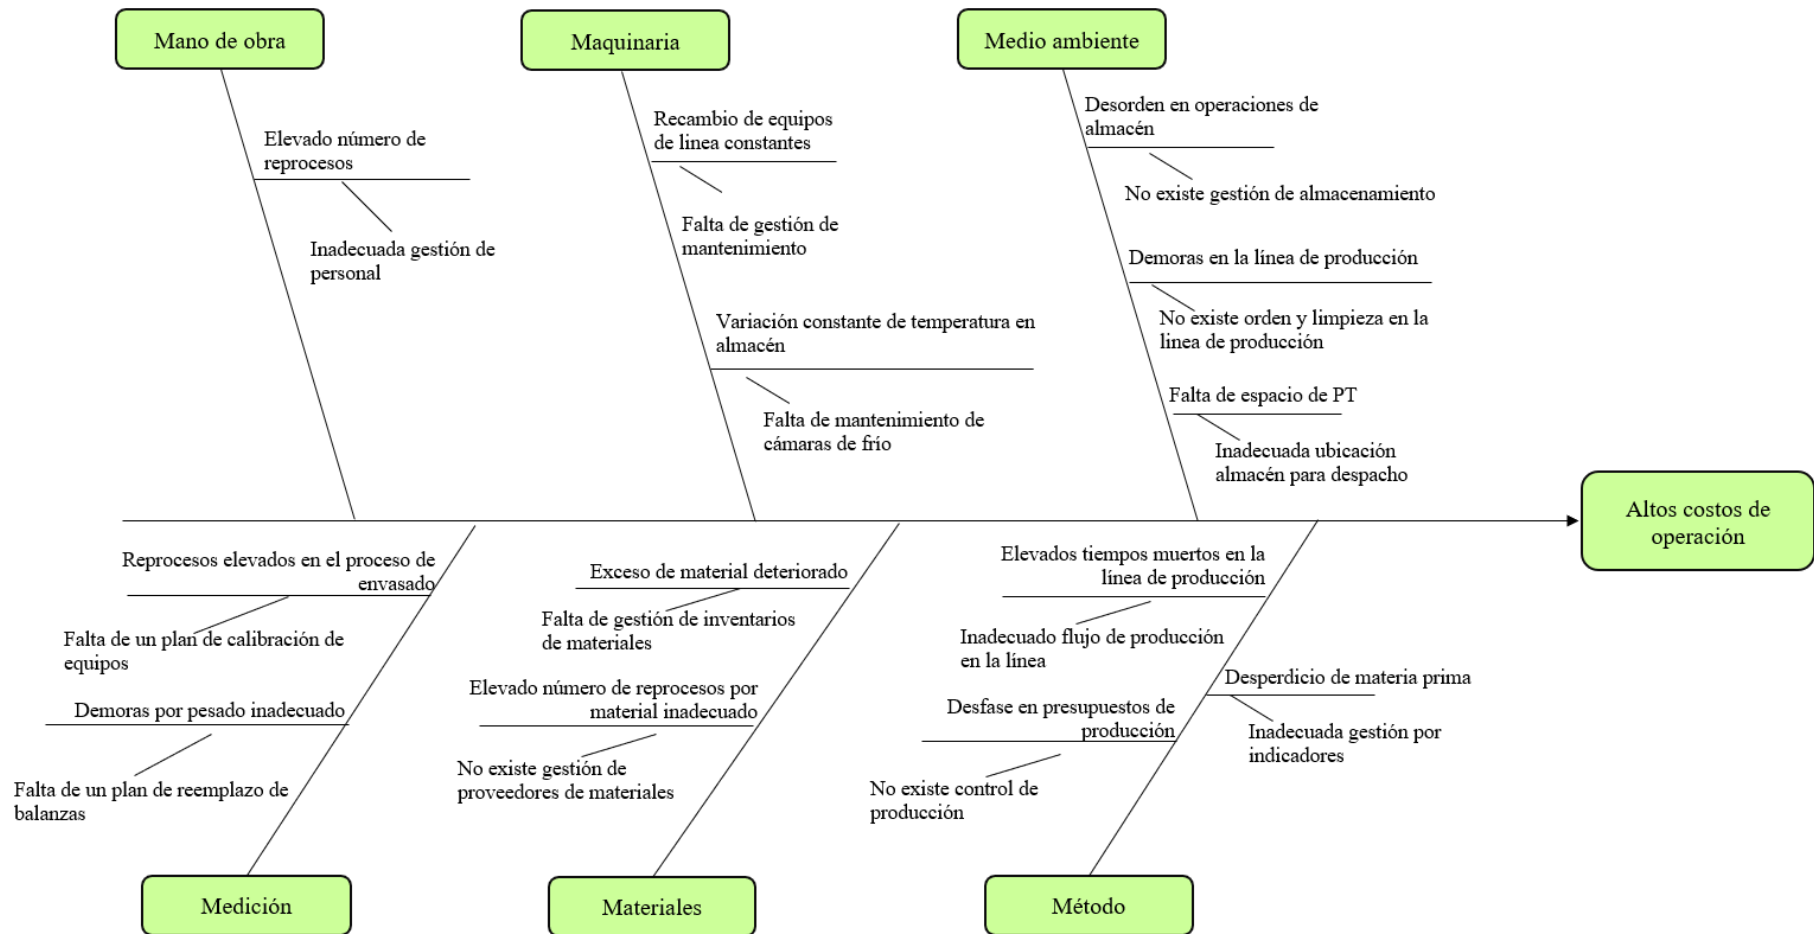 Mano de obra
Maquinaria
Medio ambiente
Elevado número de
reprocesos
Inadecuada gestión de
personal
Recambio de equipos
de linea constantes
Falta de gestión de
mantenimiento
Variación constante de temperatura en
almacén
Falta de mantenimiento de
cámaras de frío
Desorden en operaciones de
almacén
No existe gestión de almacenamiento
Demoras en la línea de producción
No existe orden y limpieza en la
linea de producción
Falta de espacio de PT
Inadecuada ubicación
almacén para despacho
Altos costos de
operación
Reprocesos elevados en el proceso de
envasado
Falta de un plan de calibración de
equipos
Demoras por pesado inadecuado
Falta de un plan de reemplazo de
balanzas
Exceso de material deteriorado
Falta de gestión de inventarios
de materiales
Elevado número de reprocesos por
material inadecuado
No existe gestión de
proveedores de materiales
Elevados tiempos muertos en la
línea de producción
Inadecuado flujo de producción
en la línea
Desfase en presupuestos de
producción
No existe control de
producción
Desperdicio de materia prima
Inadecuada gestión por
indicadores
Medición
Materiales
Método